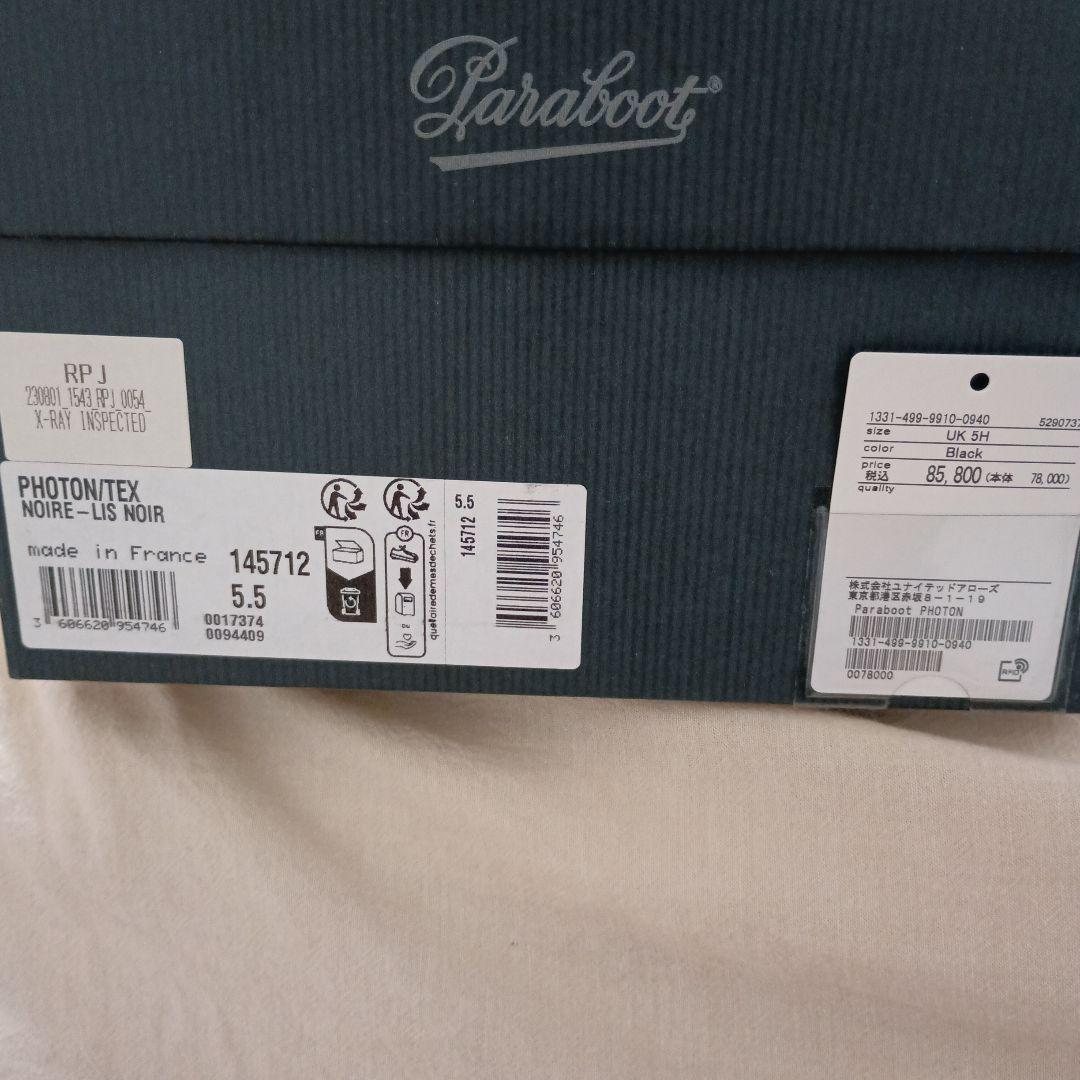 Paraboot®
RPJ
230801_1543_RPJ_0054_
X-RAY INSPECTED
PHOTON/TEX
NOIRE-LIS NOIR
made in France
145712
5.5
3 606620 954746
0017374
0094409
FR
FR
quefairedemesdechets.fr
5.5
145712
3 606620 954746
1331-499-9910-0940
5290737
size UK 5H
color Black
price
税込 85,800 (本体 78,000)
quality
株式会社ユナイテッドアローズ
東京都港区赤坂8-1-19
Paraboot PHOTON
1331-499-9910-0940
0078000
RFID